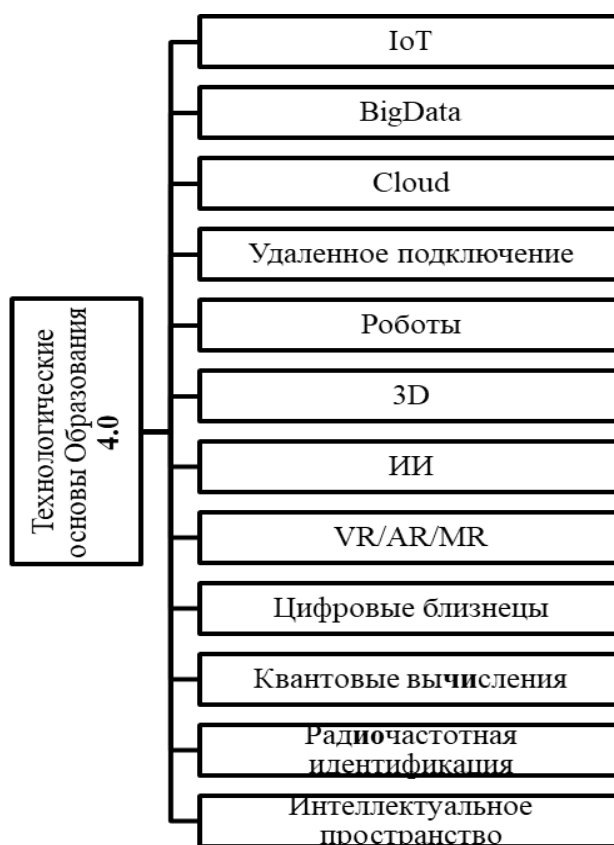 Технологические
основы Образования
4.0
IoT
BigData
Cloud
Удаленное подключение
Роботы
3D
ИИ
VR/AR/MR
Цифровые близнецы
Квантовые вычисления
Радиочастотная
идентификация
Интеллектуальное
пространство